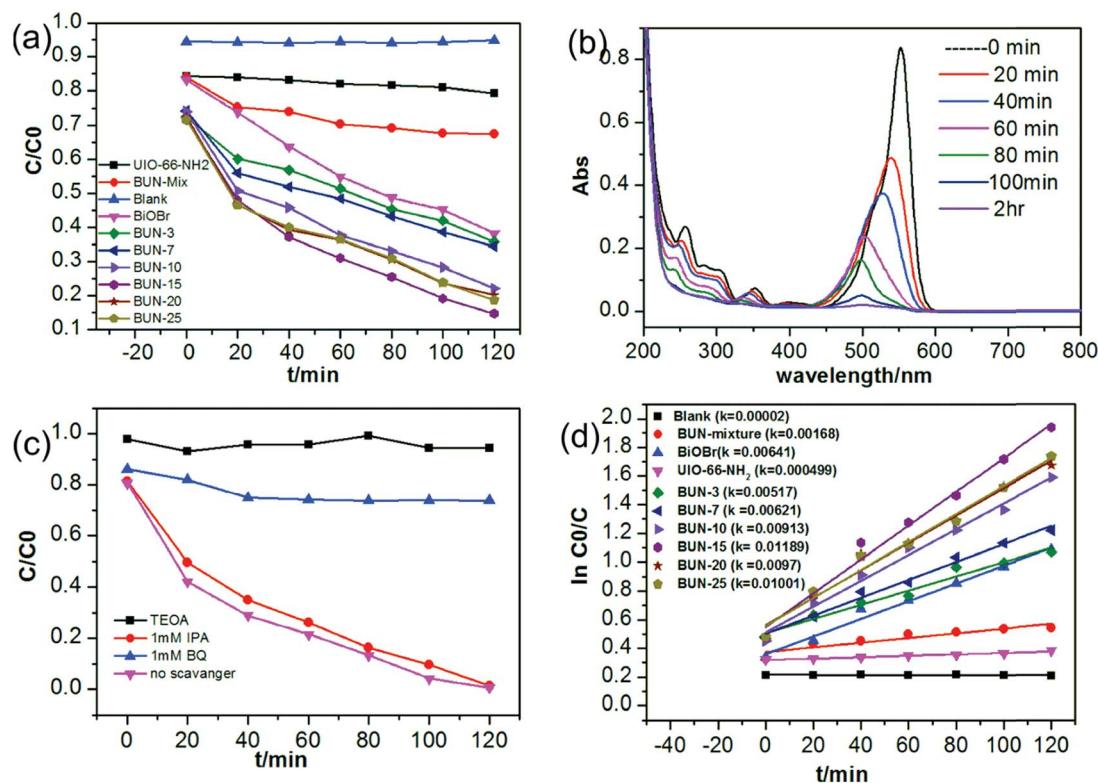 (a)
C/C0
1.0
0.9
0.8
0.7
0.6
0.5
0.4
0.3
0.2
0.1
UIO-66-NH2
BUN-Mix
Blank
BiOBr
BUN-3
BUN-7
BUN-10
BUN-15
BUN-20
BUN-25
-20 0 20 40 60 80 100 120
t/min
(b)
Abs
0.8
0.6
0.4
0.2
0.0
0 min
20 min
40min
60 min
80 min
100min
2hr
200 300 400 500 600 700 800
wavelength/nm
(c)
C/C0
1.0
0.8
0.6
0.4
0.2
0.0
TEOA
1mM IPA
1mM BQ
no scavanger
0 20 40 60 80 100 120
t/min
(d)
ln C0/C
2.0
1.8
1.6
1.4
1.2
1.0
0.8
0.6
0.4
0.2
0.0
Blank (k=0.00002)
BUN-mixture (k=0.00168)
BiOBr(k =0.00641)
UIO-66-NH2 (k=0.000499)
BUN-3 (k=0.00517)
BUN-7 (k=0.00621)
BUN-10 (k=0.00913)
BUN-15 (k= 0.01189)
BUN-20 (k=0.0097)
BUN-25 (k=0.01001)
-40 -20 0 20 40 60 80 100 120
t/min